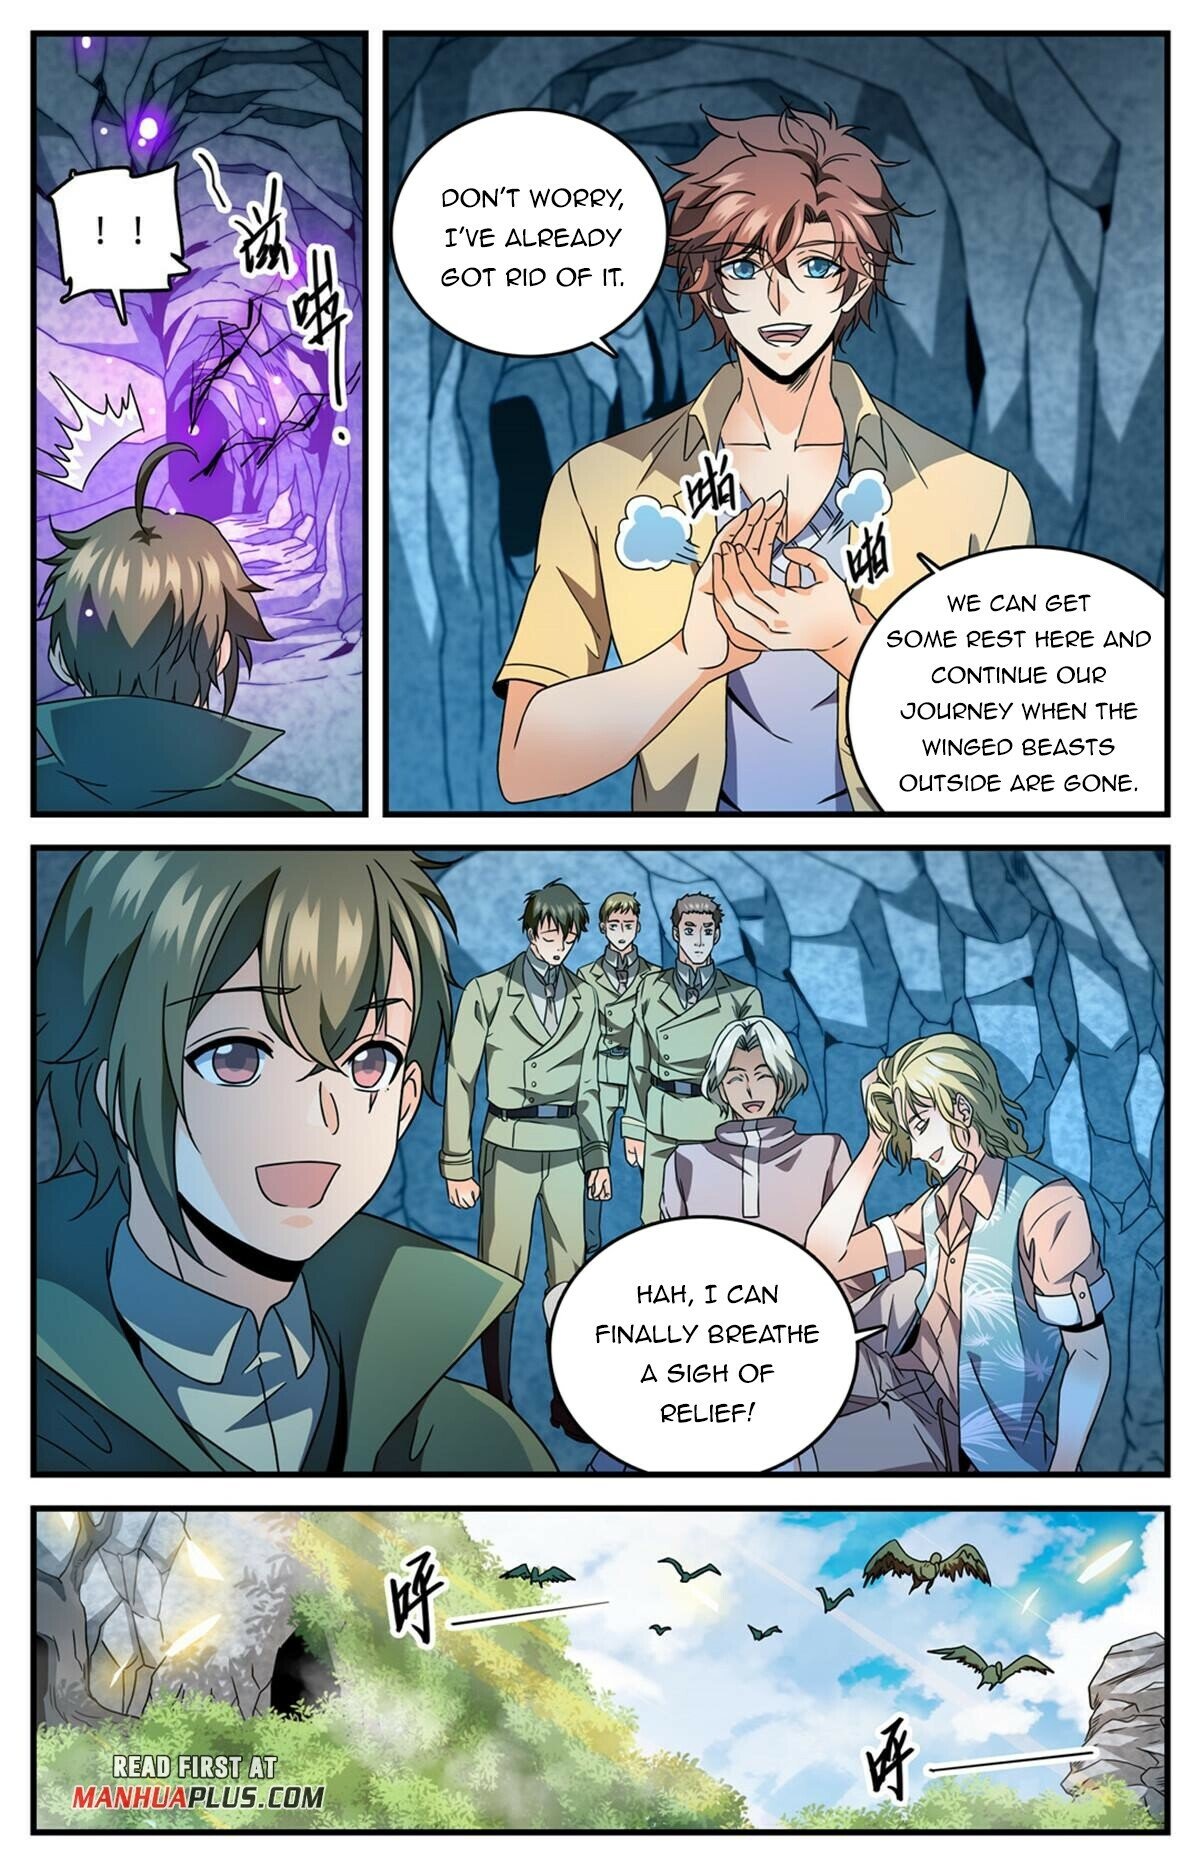 ！！
滋
啦
DON'T WORRY,
I'VE ALREADY
GOT RID OF IT.
啪
啪
WE CAN GET
SOME REST HERE AND
CONTINUE OUR
JOURNEY WHEN THE
WINGED BEASTS
OUTSIDE ARE GONE.
HAH, I CAN
FINALLY BREATHE
A SIGH OF
RELIEF!
呼
呼
READ FIRST AT
MANHUAPLUS.COM